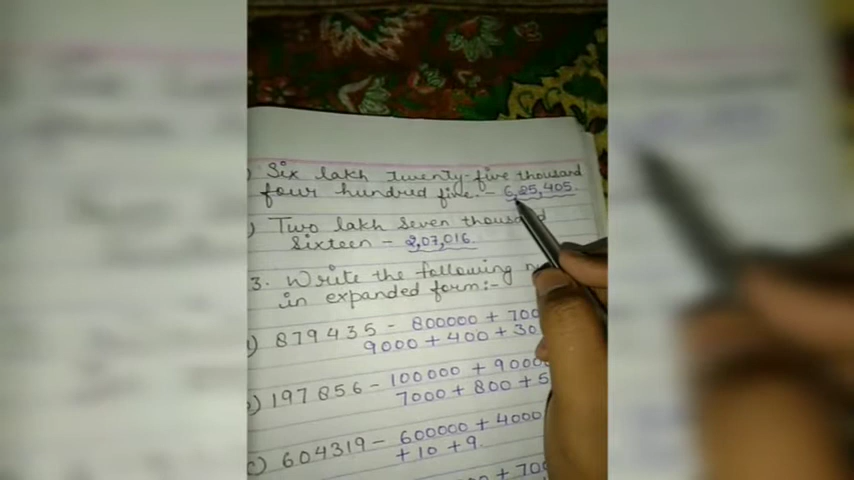 ) Six lakh Twenty-five thousand
four hundred five. - 6,25,405.
) Two lakh seven thousand
sixteen - 2,07,016.
3. Write the following
in expanded form:-
) 879435 - 800000 + 700
9000 + 400 + 30
) 197856 - 100000 + 9000
7000 + 800 + 5
c) 604319 - 600000 + 4000
+ 10 + 9.
+ 700